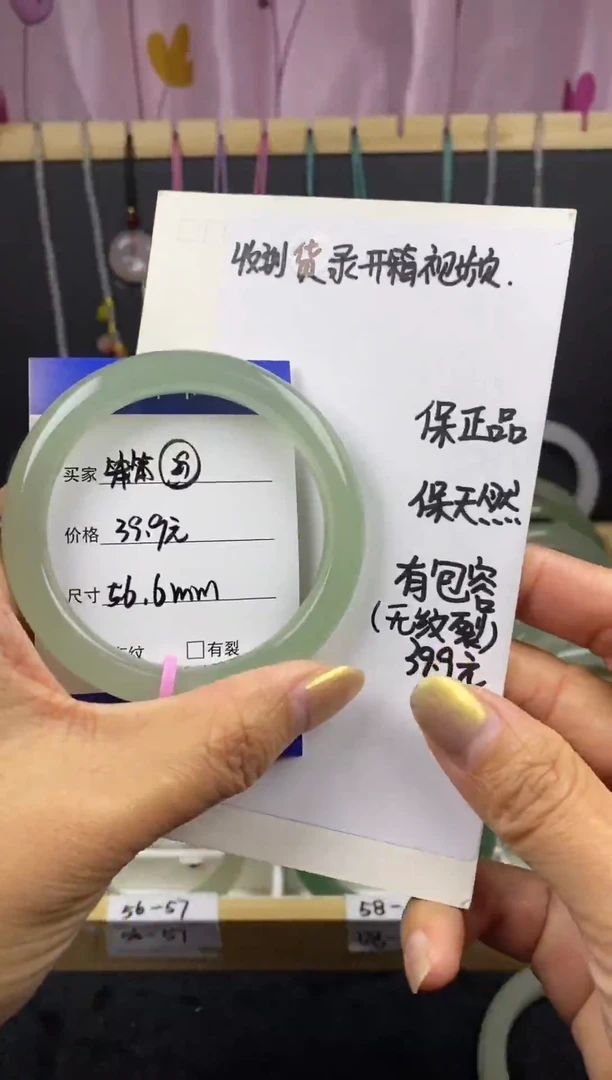 收到货录开箱视频.
保正品
保天然
有包容
(无纹裂)
39.9元
买家
价格 39.9元
尺寸 56.6mm
纹 □有裂
56-57
58-